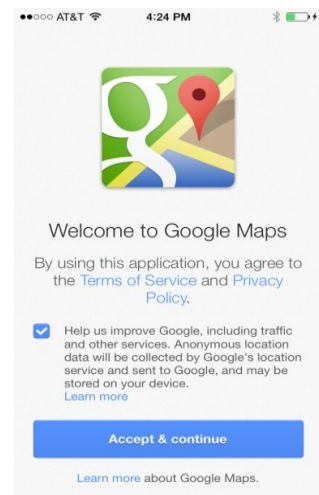 AT&T 4:24 PM
Welcome to Google Maps
By using this application, you agree to
the Terms of Service and Privacy
Policy.
Help us improve Google, including traffic
and other services. Anonymous location
data will be collected by Google's location
service and sent to Google, and may be
stored on your device.
Learn more
Accept & continue
Learn more about Google Maps.